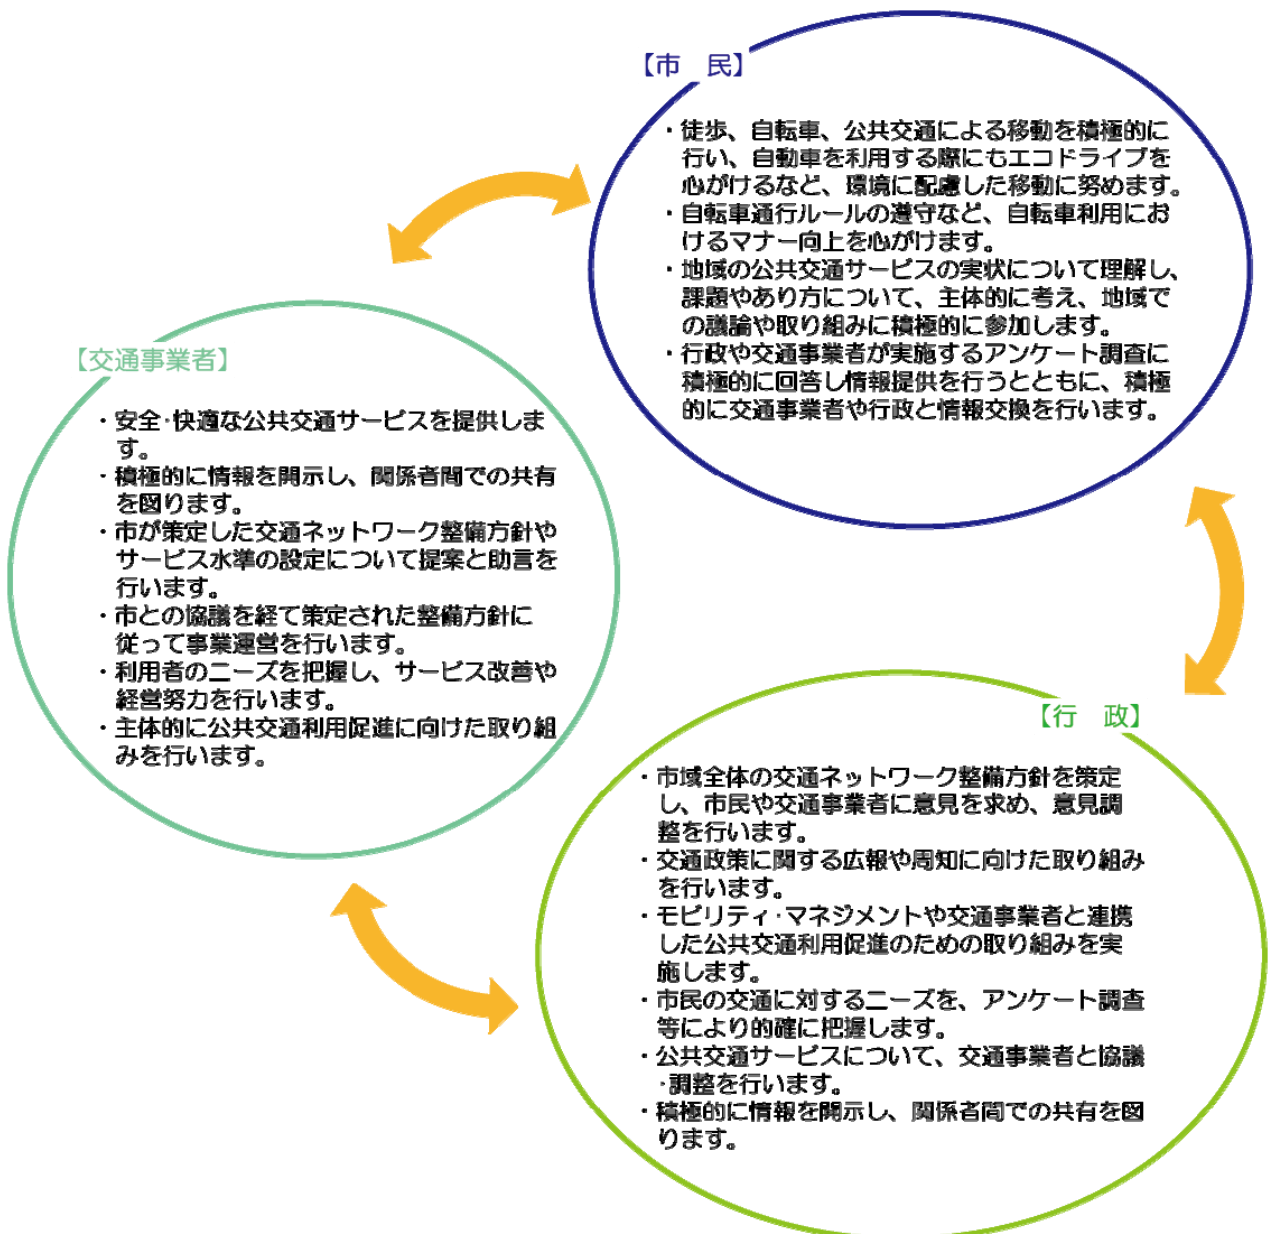 【市　民】
・徒歩、自転車、公共交通による移動を積極的に
行い、自動車を利用する際にもエコドライブを
心がけるなど、環境に配慮した移動に努めます。
・自転車通行ルールの遵守など、自転車利用にお
けるマナー向上を心がけます。
・地域の公共交通サービスの実状について理解し、
課題やあり方について、主体的に考え、地域で
の議論や取り組みに積極的に参加します。
・行政や交通事業者が実施するアンケート調査に
積極的に回答し情報提供を行うとともに、積極
的に交通事業者や行政と情報交換を行います。
【交通事業者】
・安全・快適な公共交通サービスを提供しま
す。
・積極的に情報を開示し、関係者間での共有
を図ります。
・市が策定した交通ネットワーク整備方針や
サービス水準の設定について提案と助言を
行います。
・市との協議を経て策定された整備方針に
従って事業運営を行います。
・利用者のニーズを把握し、サービス改善や
経営努力を行います。
・主体的に公共交通利用促進に向けた取り組
みを行います。
【行　政】
・市域全体の交通ネットワーク整備方針を策定
し、市民や交通事業者に意見を求め、意見調
整を行います。
・交通政策に関する広報や周知に向けた取り組み
を行います。
・モビリティ・マネジメントや交通事業者と連携
した公共交通利用促進のための取り組みを実
施します。
・市民の交通に対するニーズを、アンケート調査
等により的確に把握します。
・公共交通サービスについて、交通事業者と協議
・調整を行います。
・積極的に情報を開示し、関係者間での共有を図
ります。